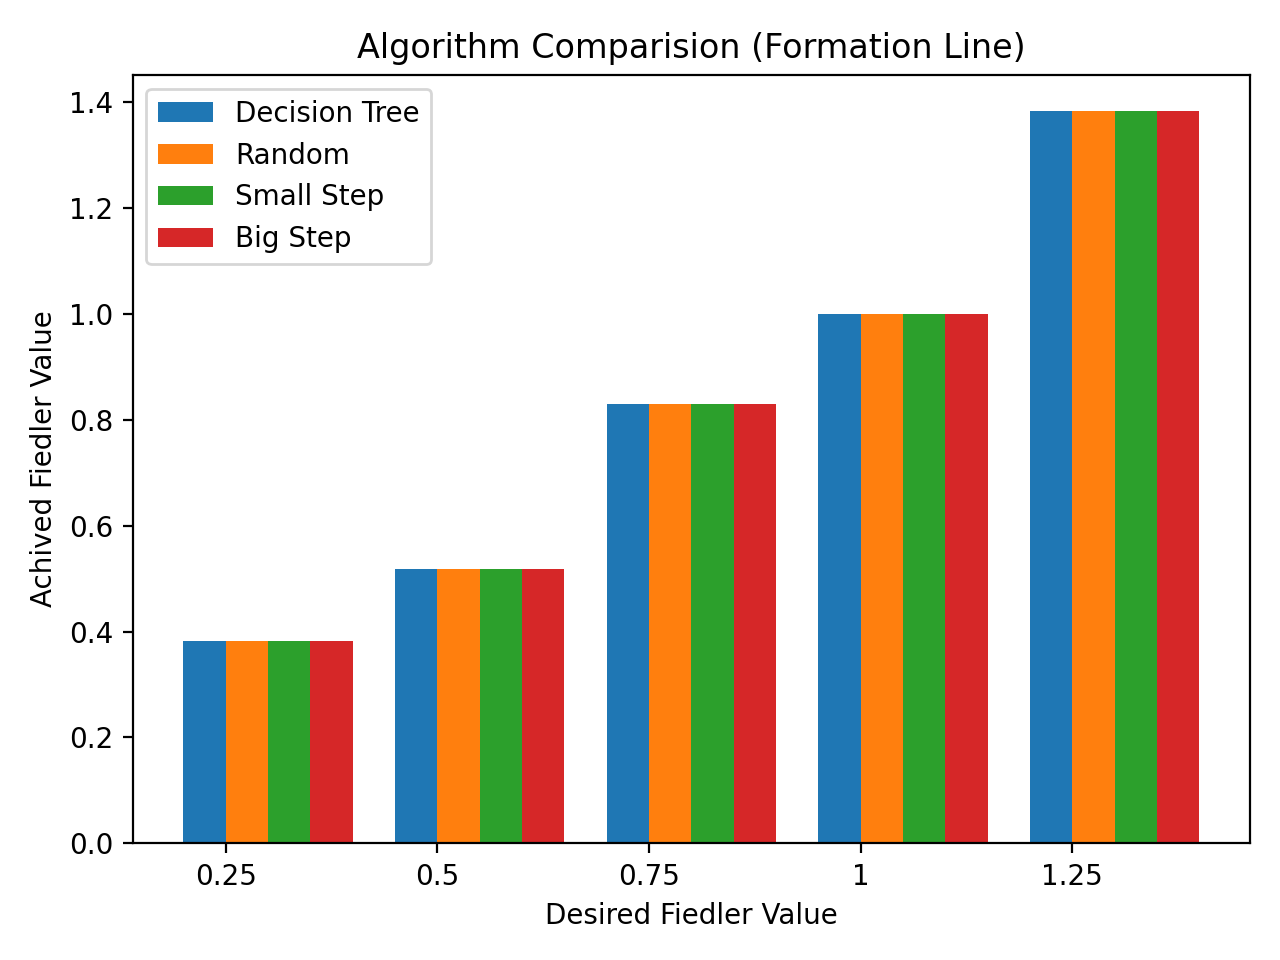 Algorithm Comparision (Formation Line)
Decision Tree
Random
Small Step
Big Step
Achived Fiedler Value
1.4
1.2
1.0
0.8
0.6
0.4
0.2
0.0
0.25 0.5 0.75 1 1.25
Desired Fiedler Value